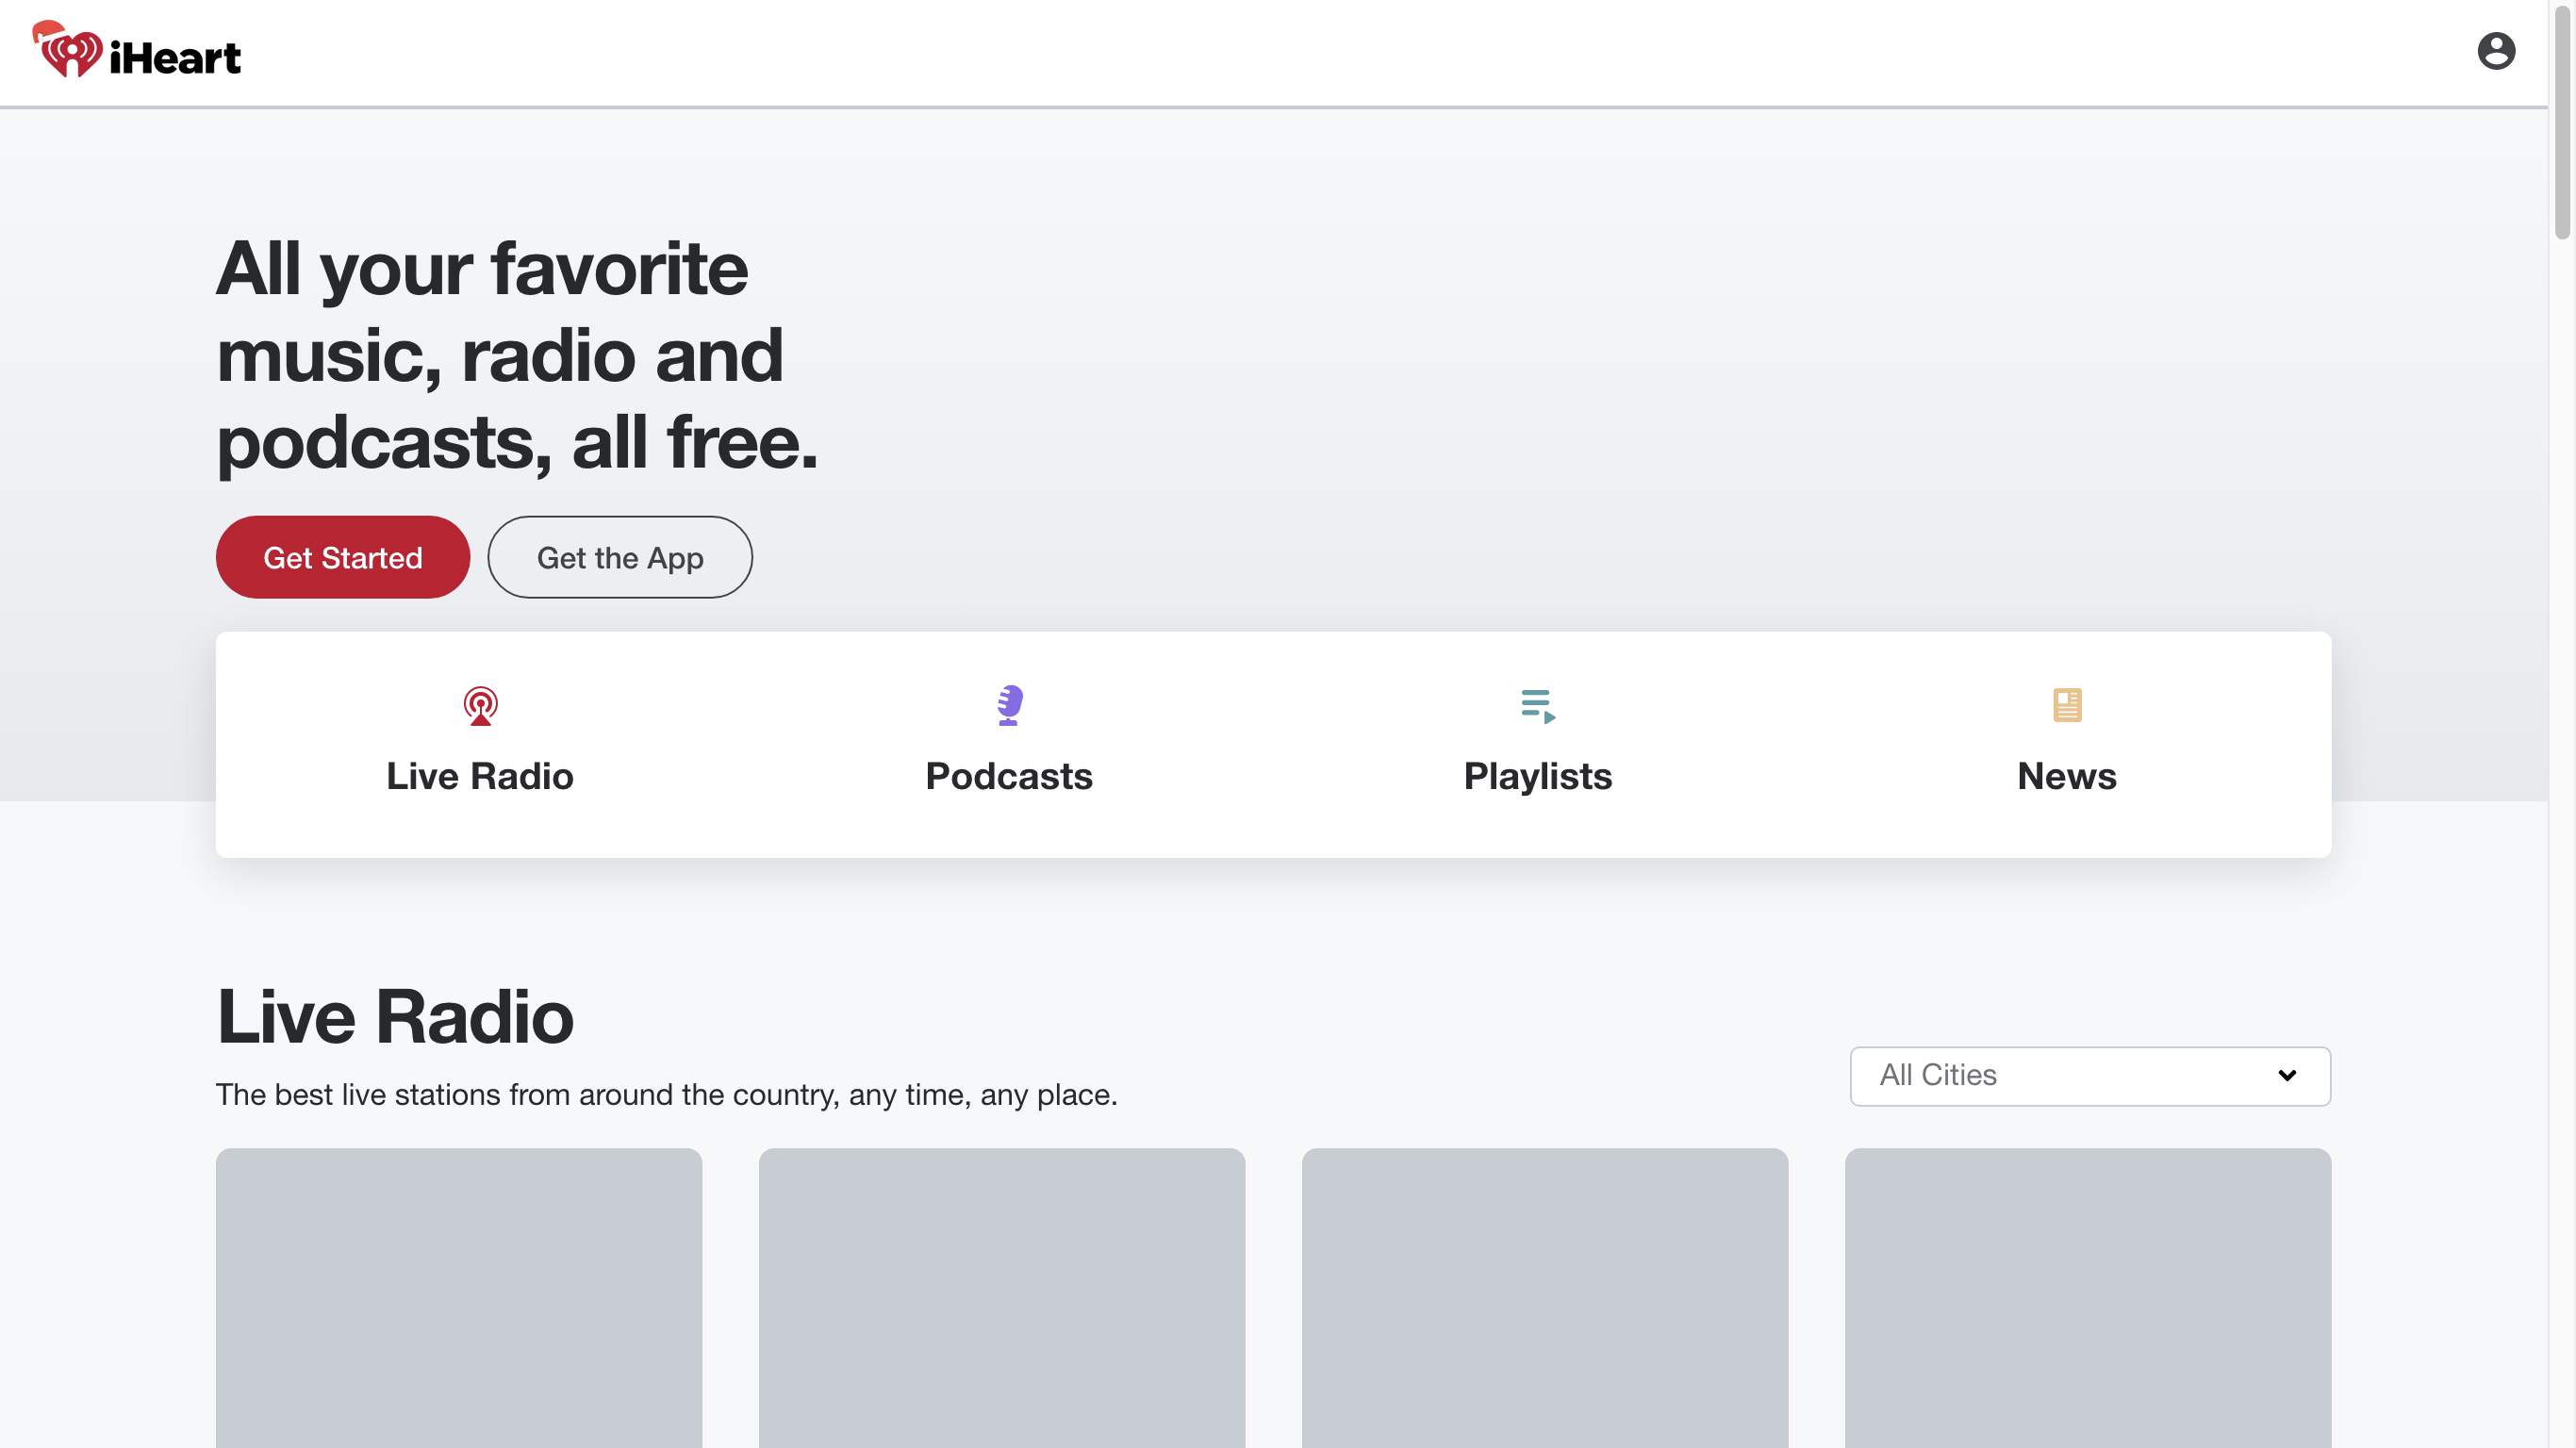 iHeart
All your favorite
music, radio and
podcasts, all free.
Get Started
Get the App
Live Radio
Podcasts
Playlists
News
Live Radio
The best live stations from around the country, any time, any place.
All Cities